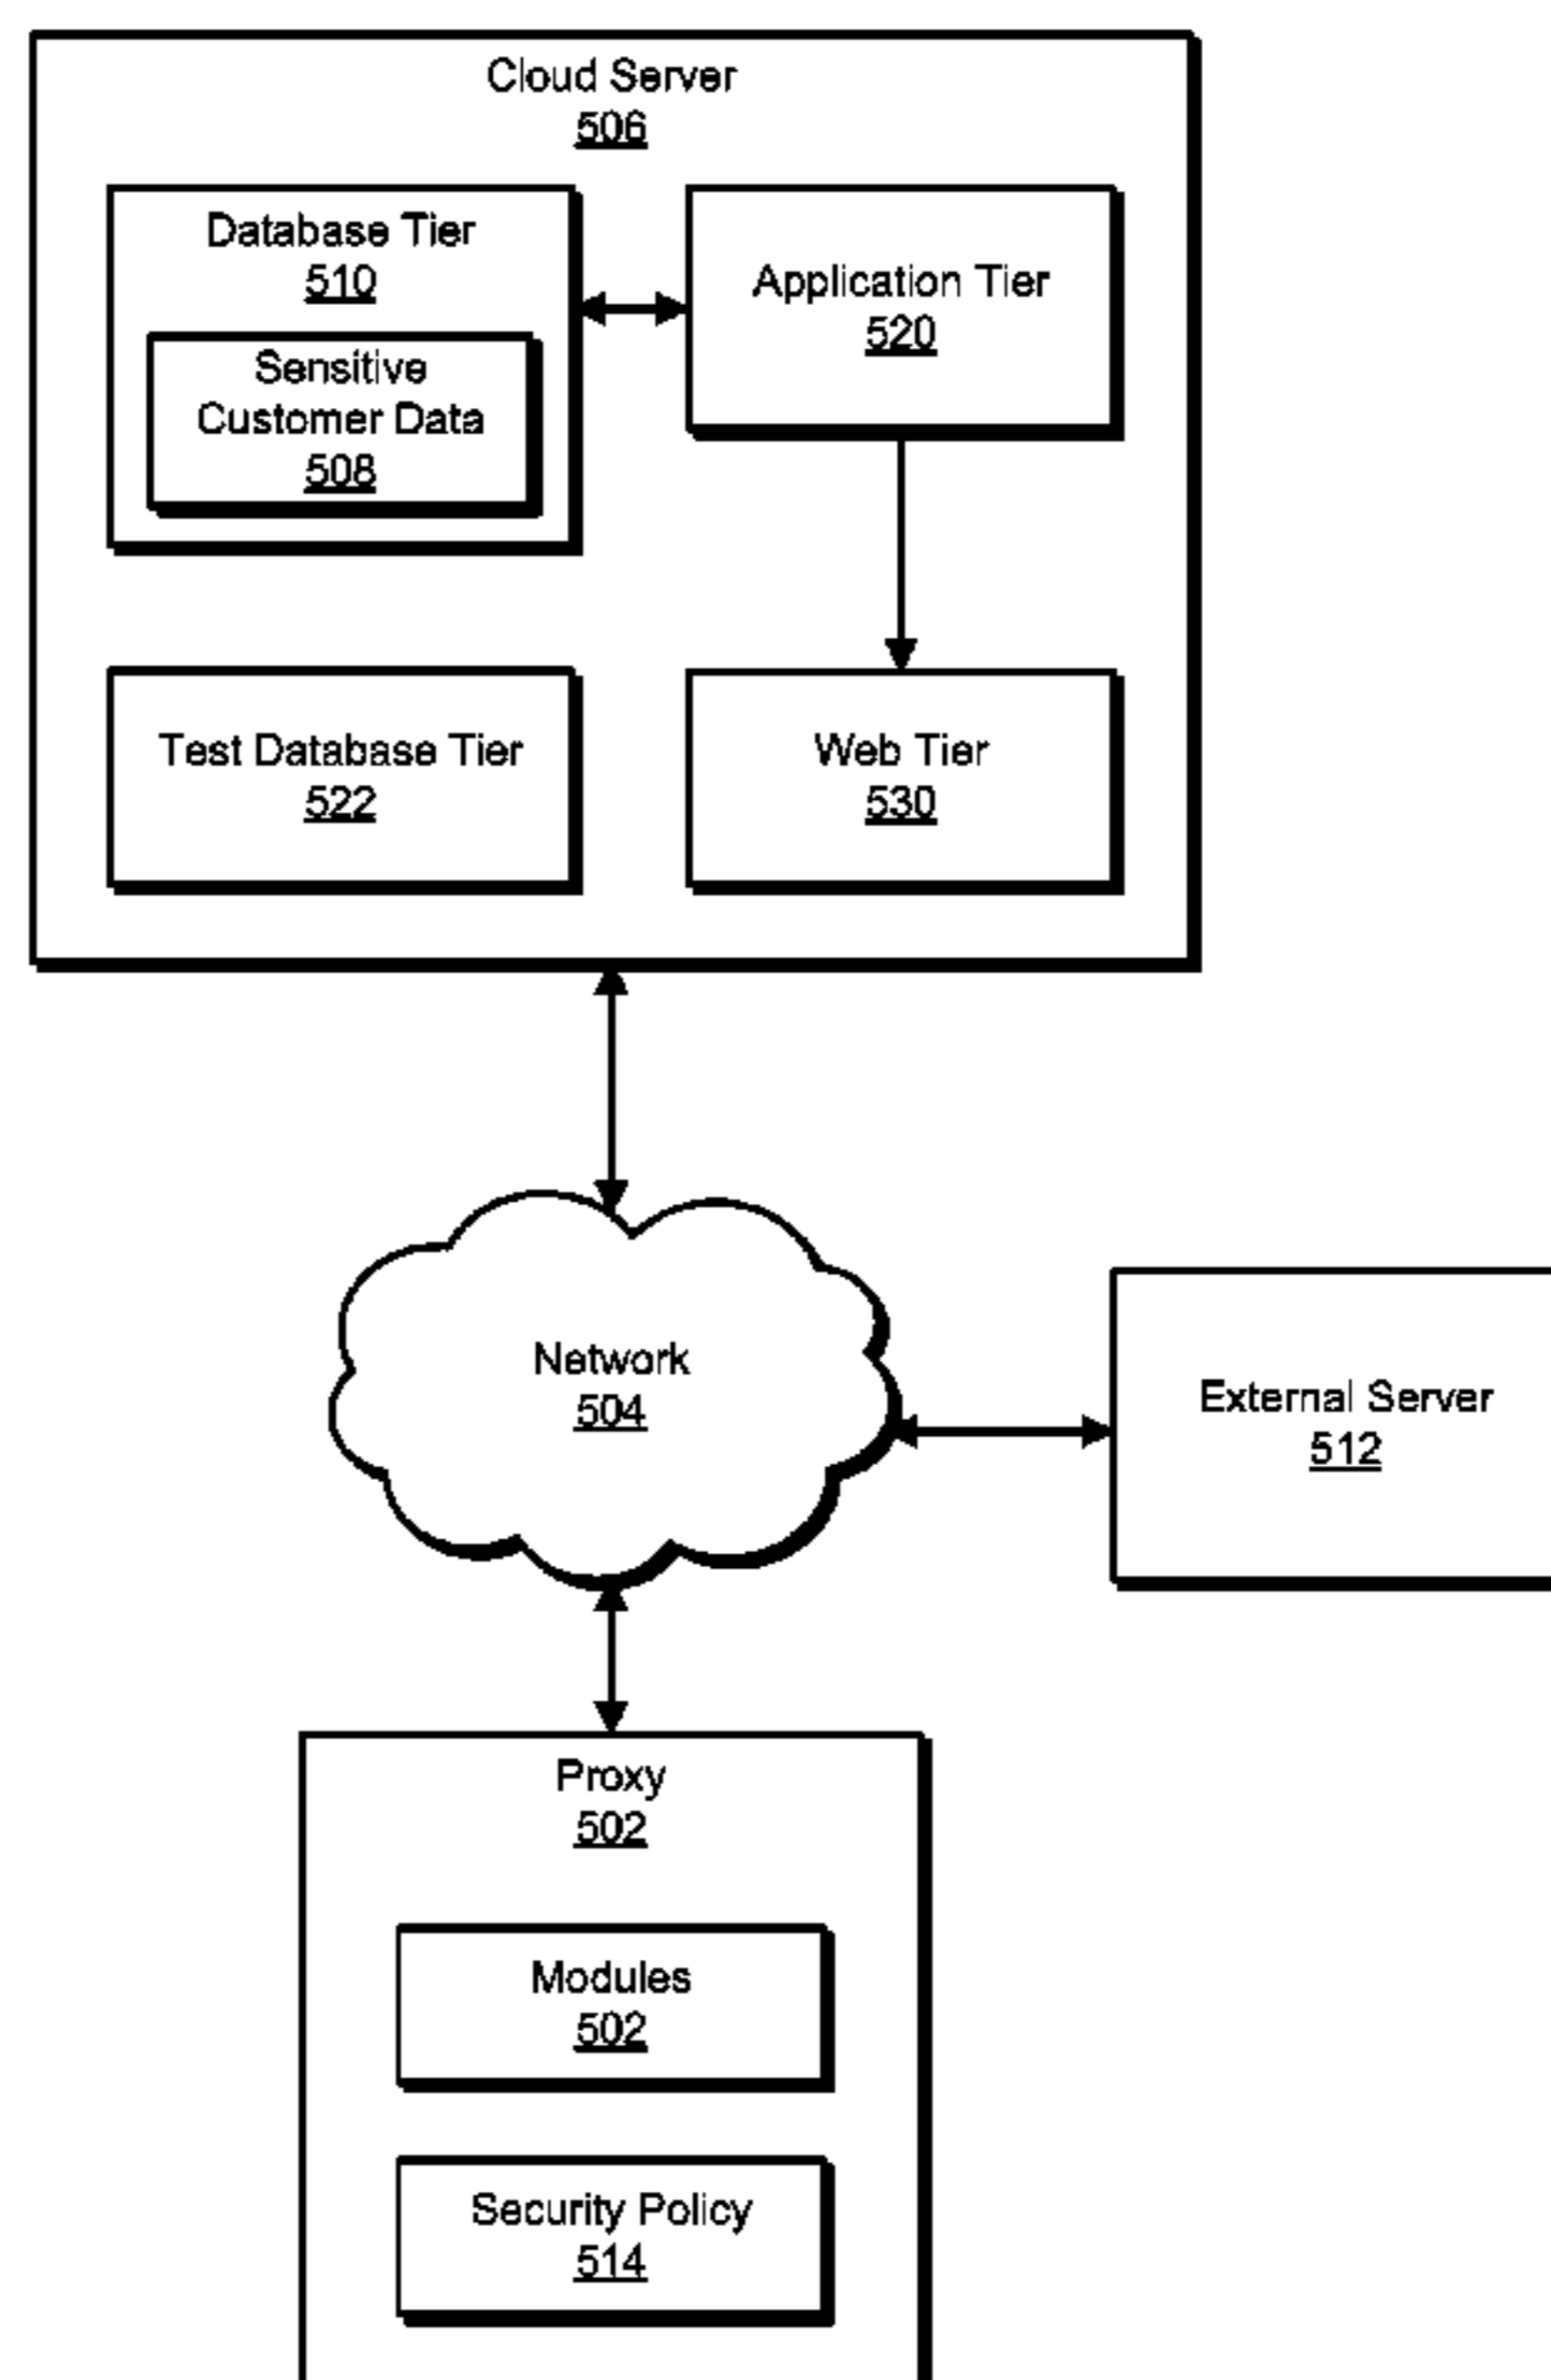 Cloud Server
506
Database Tier
510
Sensitive
Customer Data
508
Application Tier
520
Test Database Tier
522
Web Tier
530
Network
504
External Server
512
Proxy
502
Modules
502
Security Policy
514